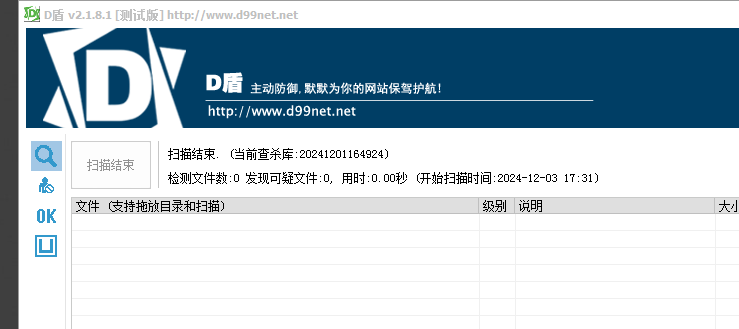 D盾 v2.1.8.1 [测试版] http://www.d99net.net
D盾 主动防御,默默为你的网站保驾护航!
http://www.d99net.net
扫描结束
扫描结束. (当前查杀库:20241201164924)
检测文件数:0 发现可疑文件:0, 用时:0.00秒 (开始扫描时间:2024-12-03 17:31)
OK
文件 (支持拖放目录和扫描) 级别 说明 大小